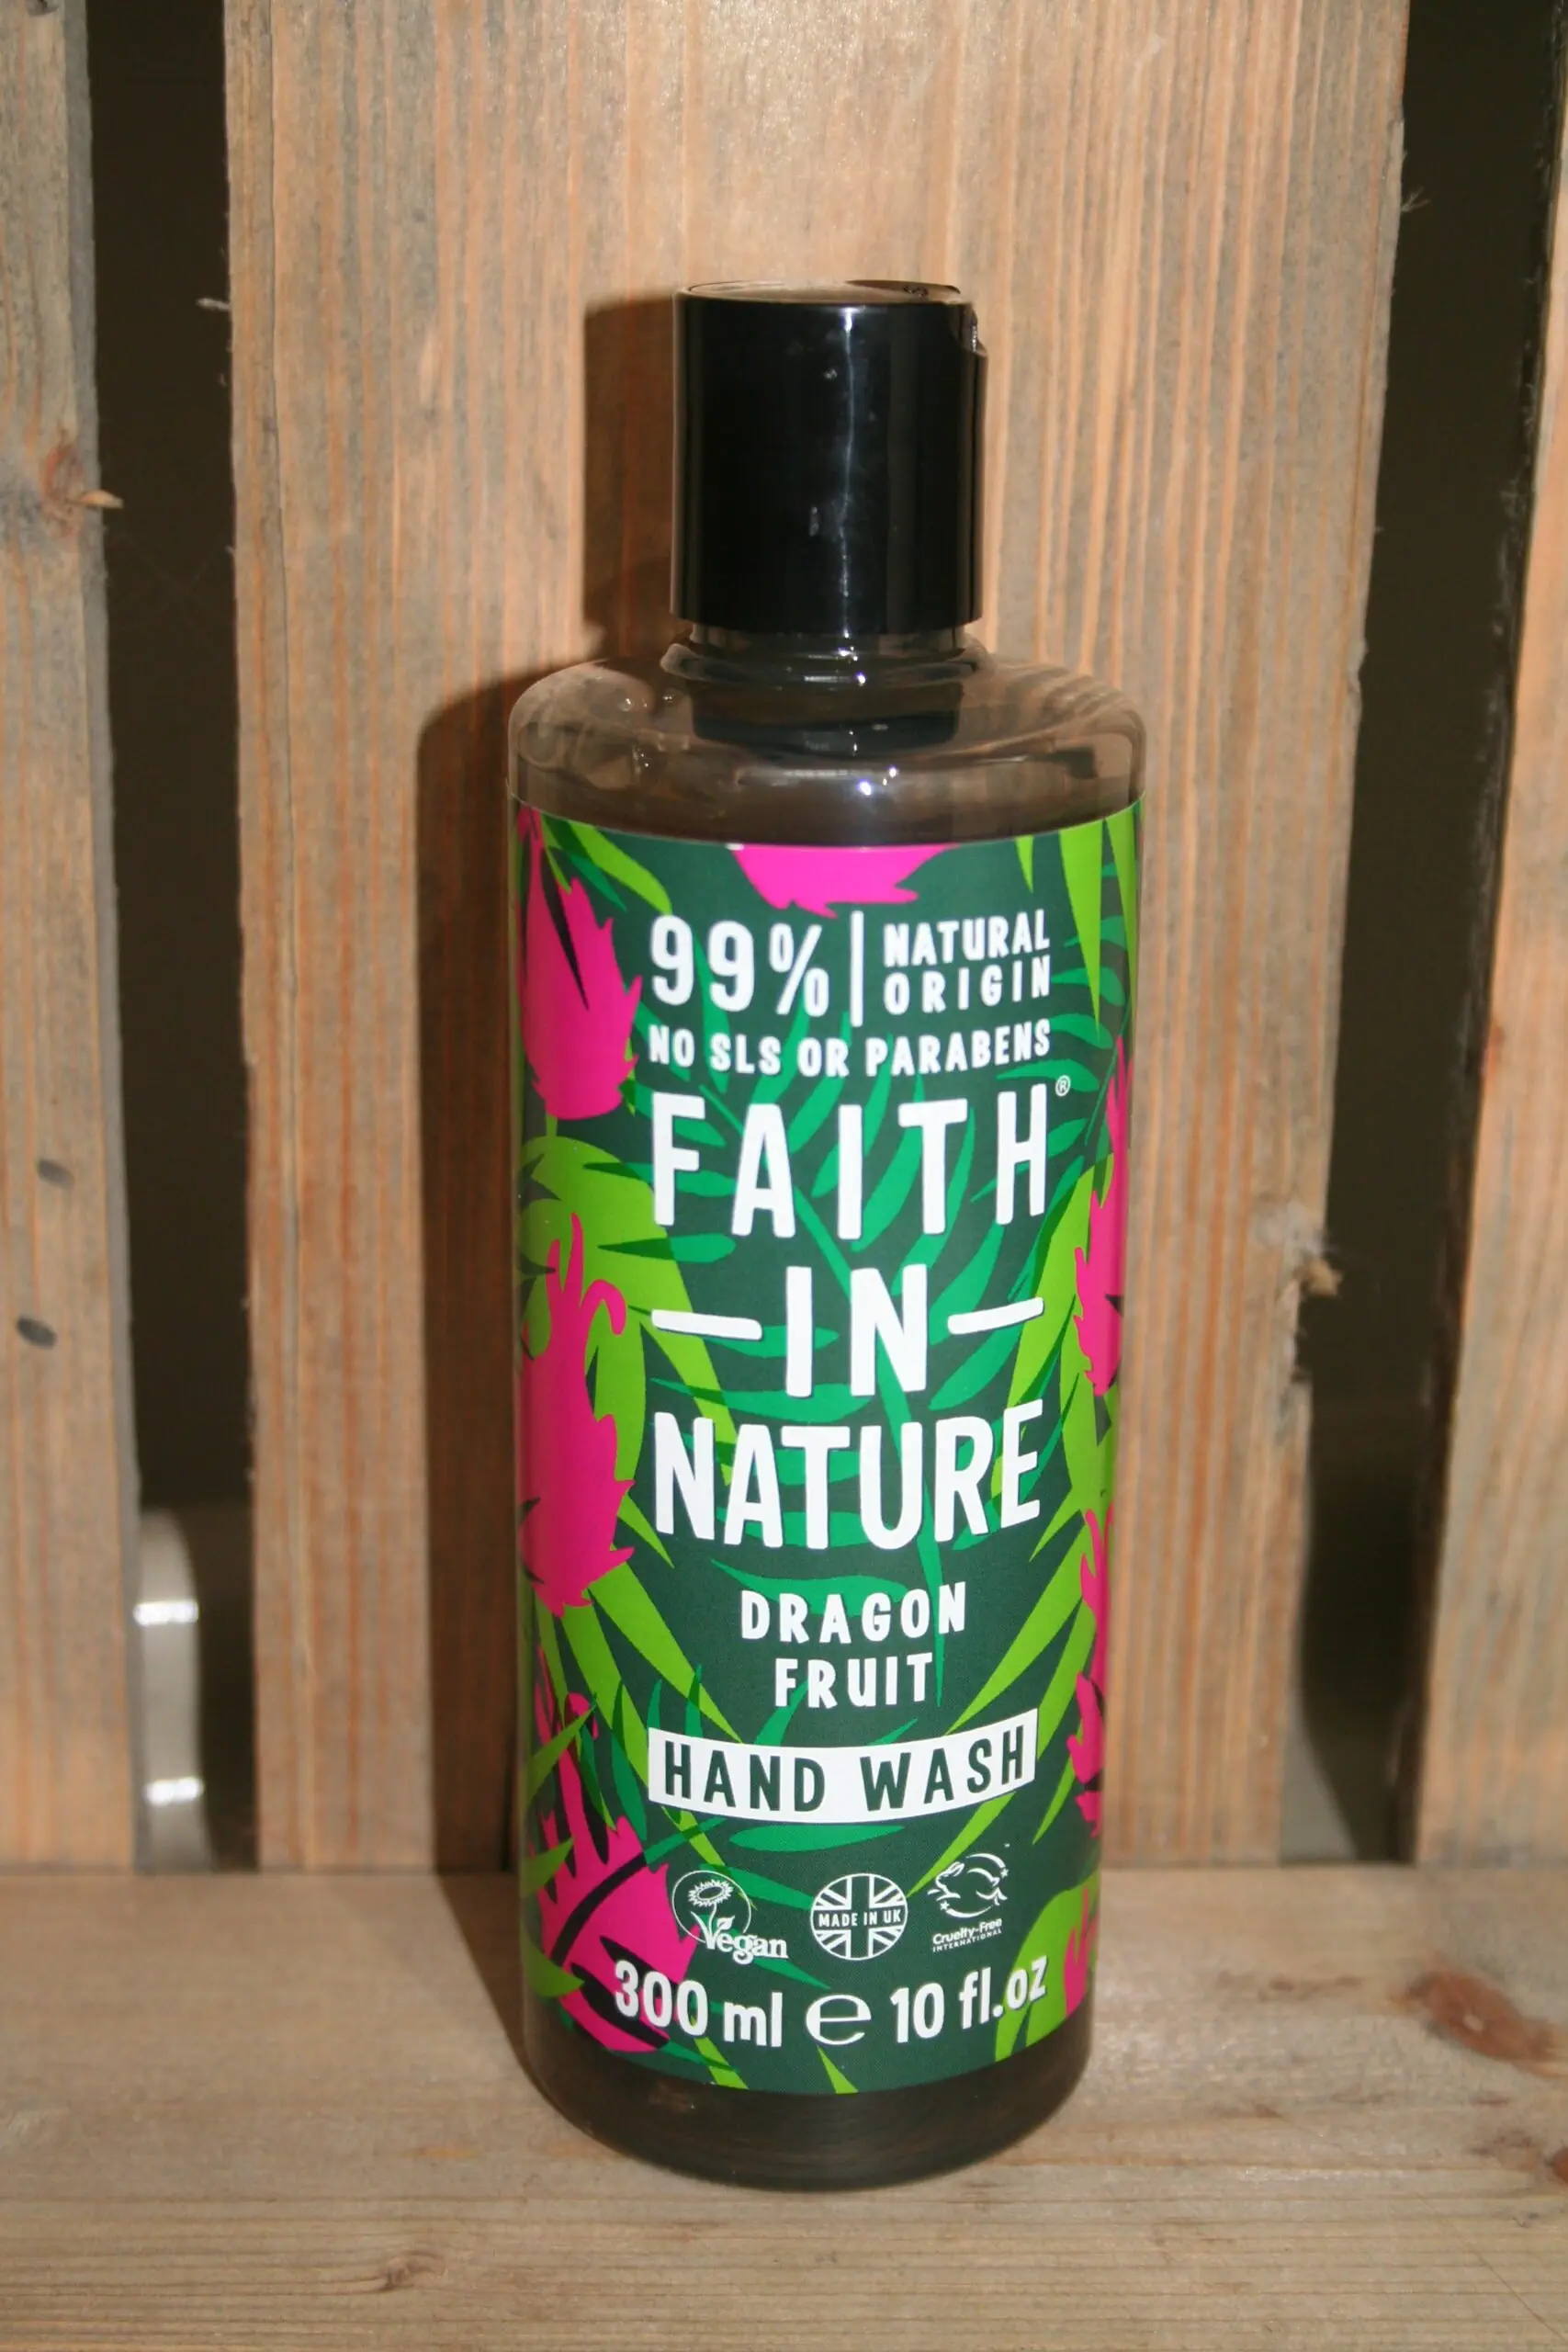 99% | NATURAL
ORIGIN
NO SLS OR PARABENS
FAITH®
—IN—
NATURE
DRAGON
FRUIT
HAND WASH
Vegan
MADE IN UK
Cruelty-Free
INTERNATIONAL
300 ml ℮ 10 fl.oz